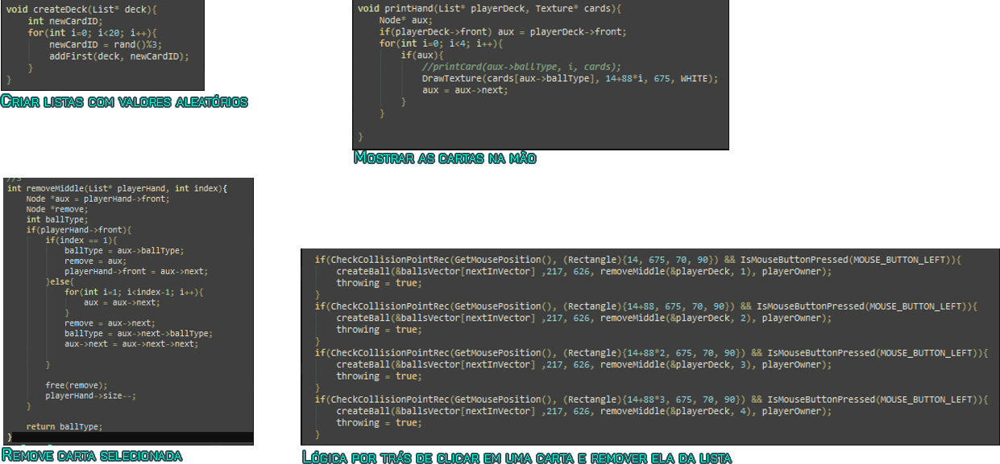 void createDeck(List* deck){
    int newCardID;
    for(int i=0; i<20; i++){
        newCardID = rand()%3;
        addFirst(deck, newCardID);
    }
}
CRIAR LISTAS COM VALORES ALEATÓRIOS
void printHand(List* playerDeck, Texture* cards){
    Node* aux;
    if(playerDeck->front) aux = playerDeck->front;
    for(int i=0; i<4; i++){
        if(aux){
            //printCard(aux->ballType, i, cards);
            DrawTexture(cards[aux->ballType], 14+88*i, 675, WHITE);
            aux = aux->next;
        }
    }
}
MOSTRAR AS CARTAS NA MÃO
int removeMiddle(List* playerHand, int index){
    Node *aux = playerHand->front;
    Node *remove;
    int ballType;
    if(playerHand->front){
        if(index == 1){
            ballType = aux->ballType;
            remove = aux;
            playerHand->front = aux->next;
        }else{
            for(int i=1; i<index-1; i++){
                aux = aux->next;
            }
            remove = aux->next;
            ballType = aux->next->ballType;
            aux->next = aux->next->next;
        }
        free(remove);
        playerHand->size--;
    }
    return ballType;
}
REMOVE CARTA SELECIONADA
if(CheckCollisionPointRec(GetMousePosition(), (Rectangle){14, 675, 70, 90}) && IsMouseButtonPressed(MOUSE_BUTTON_LEFT)){
    createBall(&ballsVector[nextInVector] ,217, 626, removeMiddle(&playerDeck, 1), playerOwner);
    throwing = true;
}
if(CheckCollisionPointRec(GetMousePosition(), (Rectangle){14+88, 675, 70, 90}) && IsMouseButtonPressed(MOUSE_BUTTON_LEFT)){
    createBall(&ballsVector[nextInVector] ,217, 626, removeMiddle(&playerDeck, 2), playerOwner);
    throwing = true;
}
if(CheckCollisionPointRec(GetMousePosition(), (Rectangle){14+88*2, 675, 70, 90}) && IsMouseButtonPressed(MOUSE_BUTTON_LEFT)){
    createBall(&ballsVector[nextInVector] ,217, 626, removeMiddle(&playerDeck, 3), playerOwner);
    throwing = true;
}
if(CheckCollisionPointRec(GetMousePosition(), (Rectangle){14+88*3, 675, 70, 90}) && IsMouseButtonPressed(MOUSE_BUTTON_LEFT)){
    createBall(&ballsVector[nextInVector] ,217, 626, removeMiddle(&playerDeck, 4), playerOwner);
    throwing = true;
}
LÓGICA POR TRÁS DE CLICAR EM UMA CARTA E REMOVER ELA DA LISTA